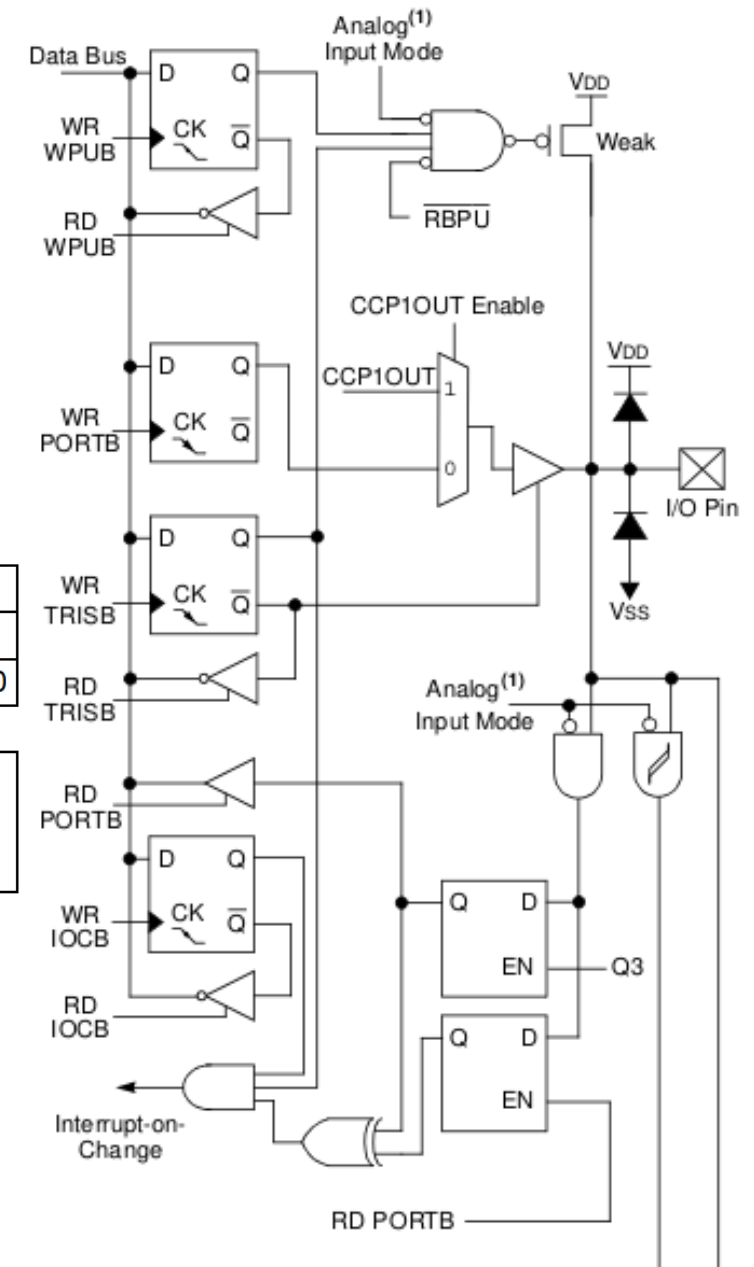 Analog(1)
Input Mode
Data Bus
D Q
VDD
WR
WPUB
CK
Q̅
Weak
RD
WPUB
R̅B̅P̅U̅
CCP1OUT Enable
D Q
CCP1OUT
1
VDD
WR
PORTB
CK
Q̅
0
I/O Pin
D Q
WR
TRISB
CK
Q̅
VSS
0
RD
TRISB
Analog(1)
Input Mode
RD
PORTB
D Q
Q D
WR
IOCB
CK
Q̅
EN
Q3
RD
IOCB
Q D
EN
Interrupt-on-
Change
RD PORTB